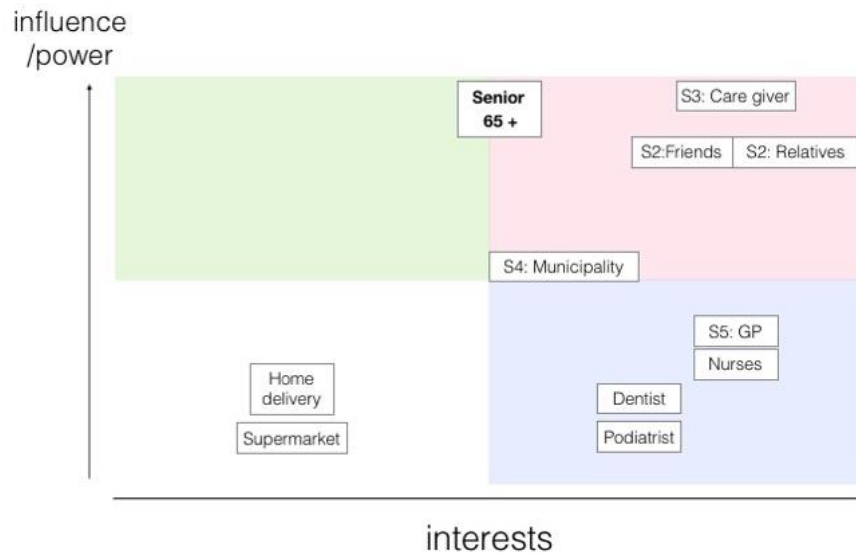 influence
/power
Senior
65 +
S3: Care giver
S2:Friends
S2: Relatives
S4: Municipality
S5: GP
Nurses
Home
delivery
Dentist
Supermarket
Podiatrist
interests